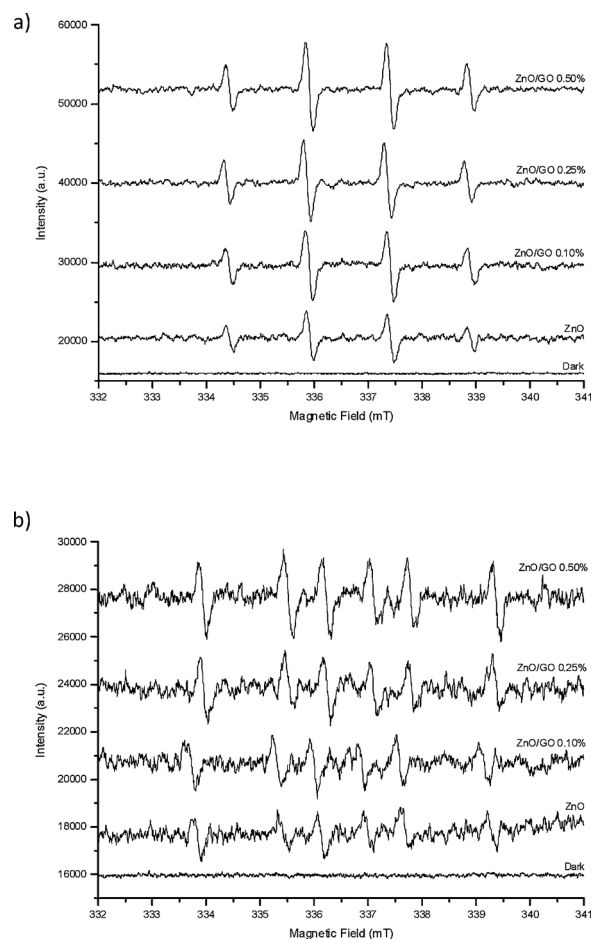 a)
60000
ZnO/GO 0.50%
50000
ZnO/GO 0.25%
40000
Intensity (a.u.)
ZnO/GO 0.10%
30000
ZnO
20000
Dark
332 333 334 335 336 337 338 339 340 341
Magnetic Field (mT)
b)
30000
ZnO/GO 0.50%
28000
26000
ZnO/GO 0.25%
24000
Intensity (a.u.)
22000
ZnO/GO 0.10%
20000
ZnO
18000
Dark
16000
332 333 334 335 336 337 338 339 340 341
Magnetic Field (mT)